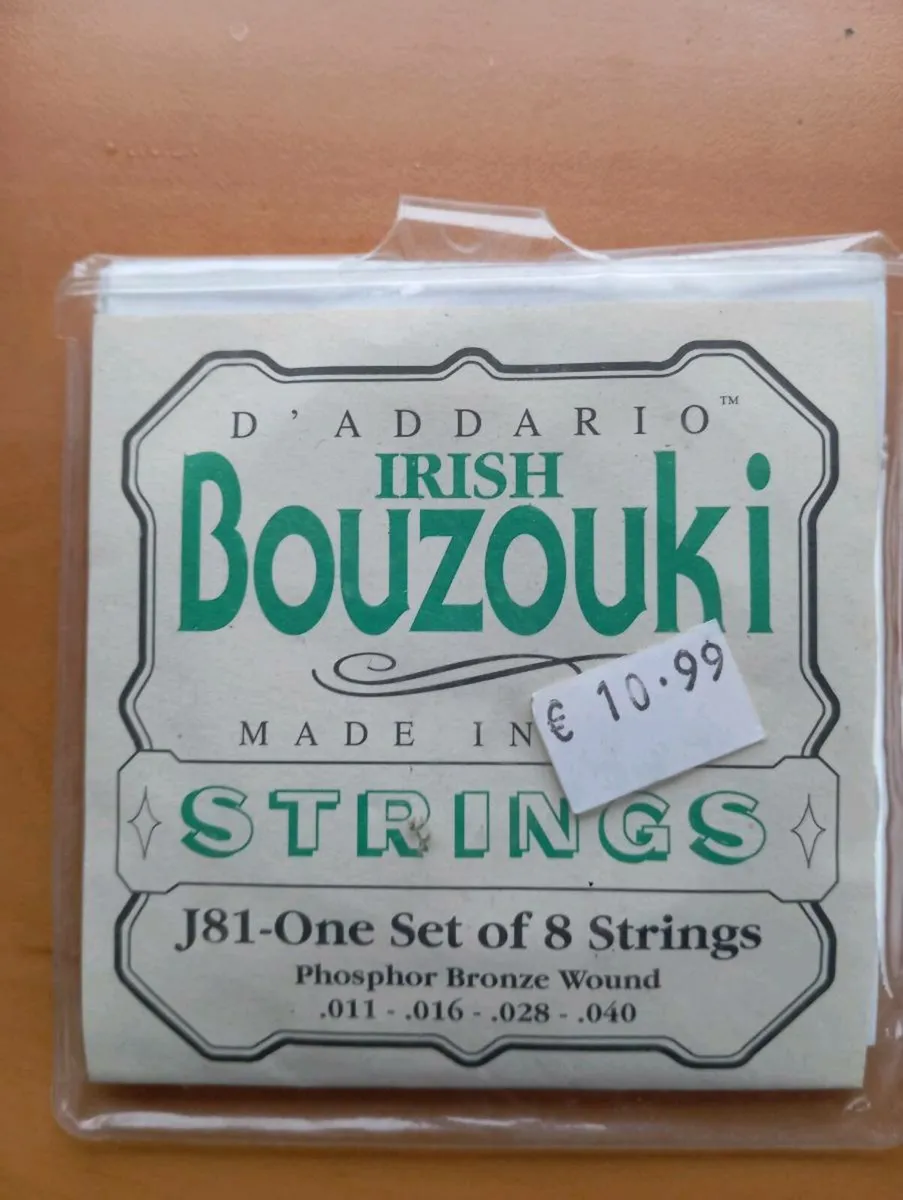 D'ADDARIO™
IRISH
Bouzouki
€ 10.99
MADE IN
STRINGS
J81-One Set of 8 Strings
Phosphor Bronze Wound
.011 - .016 - .028 - .040